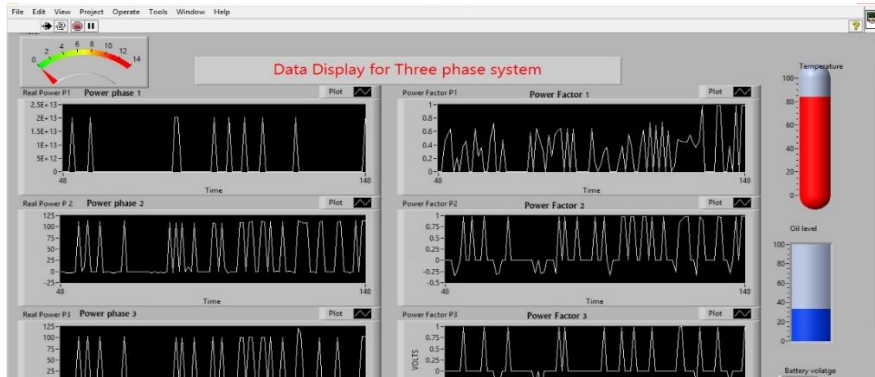 File Edit View Project Operate Tools Window Help
0 2 4 6 8 10 12 14
Data Display for Three phase system
Real Power P1 Power phase 1 Plot
2.5E+13
2E+13
1.5E+13
1E+13
5E+12
0
48 148
Time
Power Factor P1 Power Factor 1 Plot
1
0.8
0.6
0.4
0.2
0
48 148
Time
Temperature
100
80
60
40
20
0
Real Power P 2 Power phase 2 Plot
125
100
75
50
25
0
-25
48 148
Time
Power Factor P2 Power Factor 2 Plot
1
0.75
0.5
0.25
0
-0.25
-0.5
48 148
Time
Oil level
100
80
60
40
20
0
Real Power P3 Power phase 3 Plot
125
100
75
50
25
Power Factor P3 Power Factor 3 Plot
VOLTS
1
0.75
0.5
0.25
0
Battery volatge